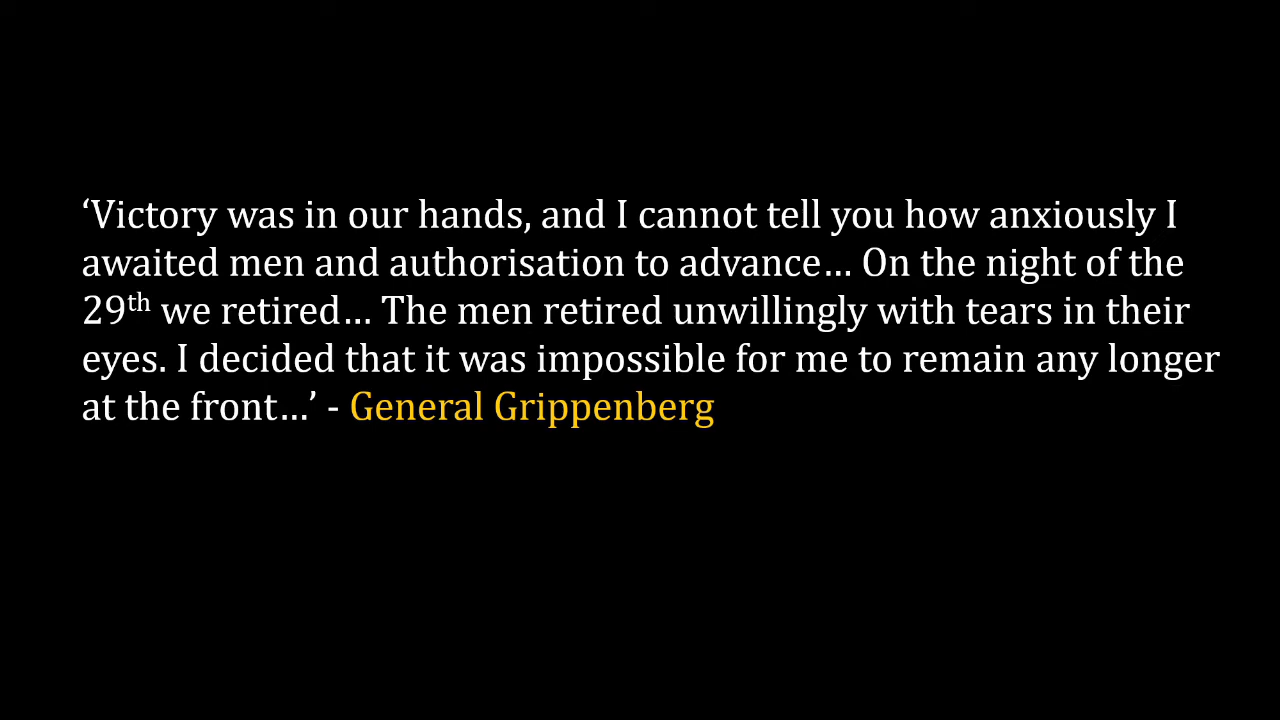 ‘Victory was in our hands, and I cannot tell you how anxiously I
awaited men and authorisation to advance… On the night of the
29th we retired… The men retired unwillingly with tears in their
eyes. I decided that it was impossible for me to remain any longer
at the front…’ - General Grippenberg